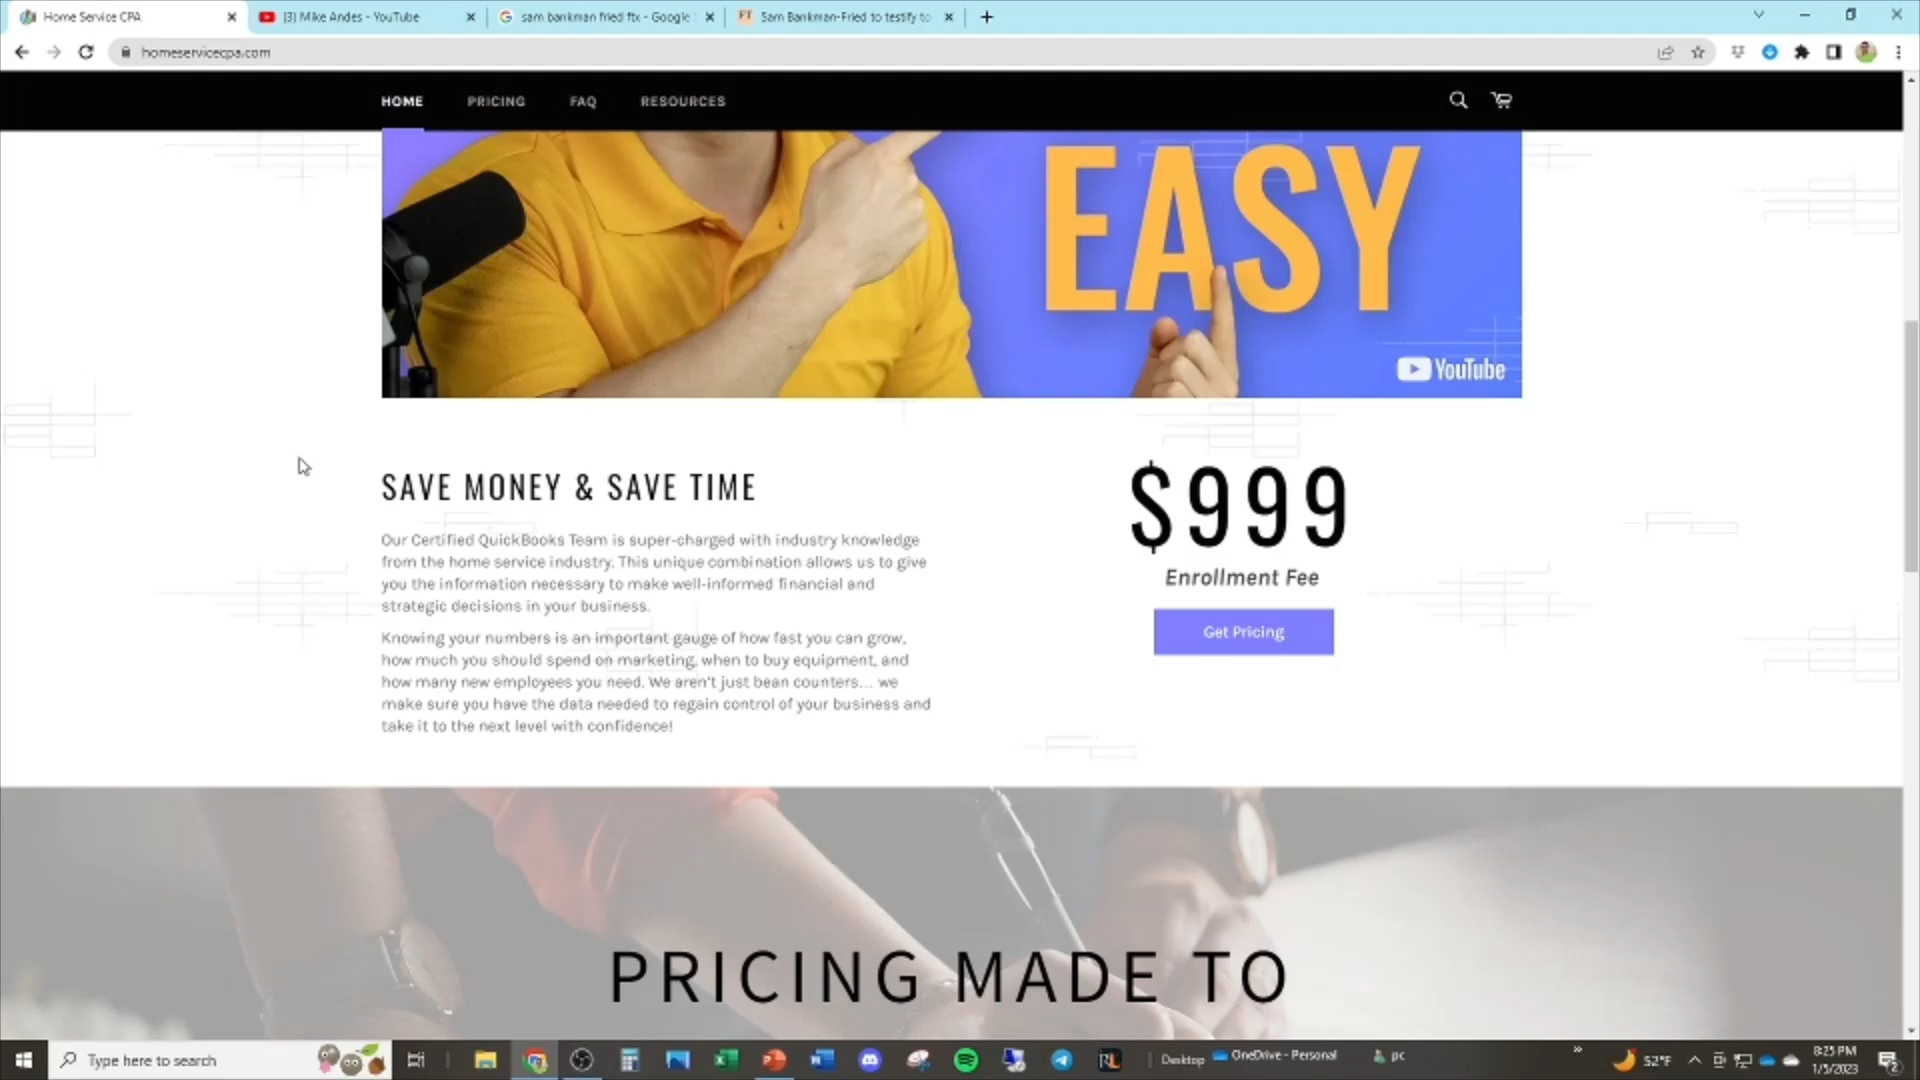 Home Service CPA
(3) Mike Andes - YouTube
sam bankman fried ftx - Google
Sam Bankman-Fried to testify to
homeservicecpa.com
HOME
PRICING
FAQ
RESOURCES
EASY
YouTube
SAVE MONEY & SAVE TIME
Our Certified QuickBooks Team is super-charged with industry knowledge
from the home service industry. This unique combination allows us to give
you the information necessary to make well-informed financial and
strategic decisions in your business.
Knowing your numbers is an important gauge of how fast you can grow,
how much you should spend on marketing, when to buy equipment, and
how many new employees you need. We aren't just bean counters... we
make sure you have the data needed to regain control of your business and
take it to the next level with confidence!
$999
Enrollment Fee
Get Pricing
PRICING MADE TO
Type here to search
Desktop
OneDrive - Personal
pc
52°F
8:25 PM
1/5/2023